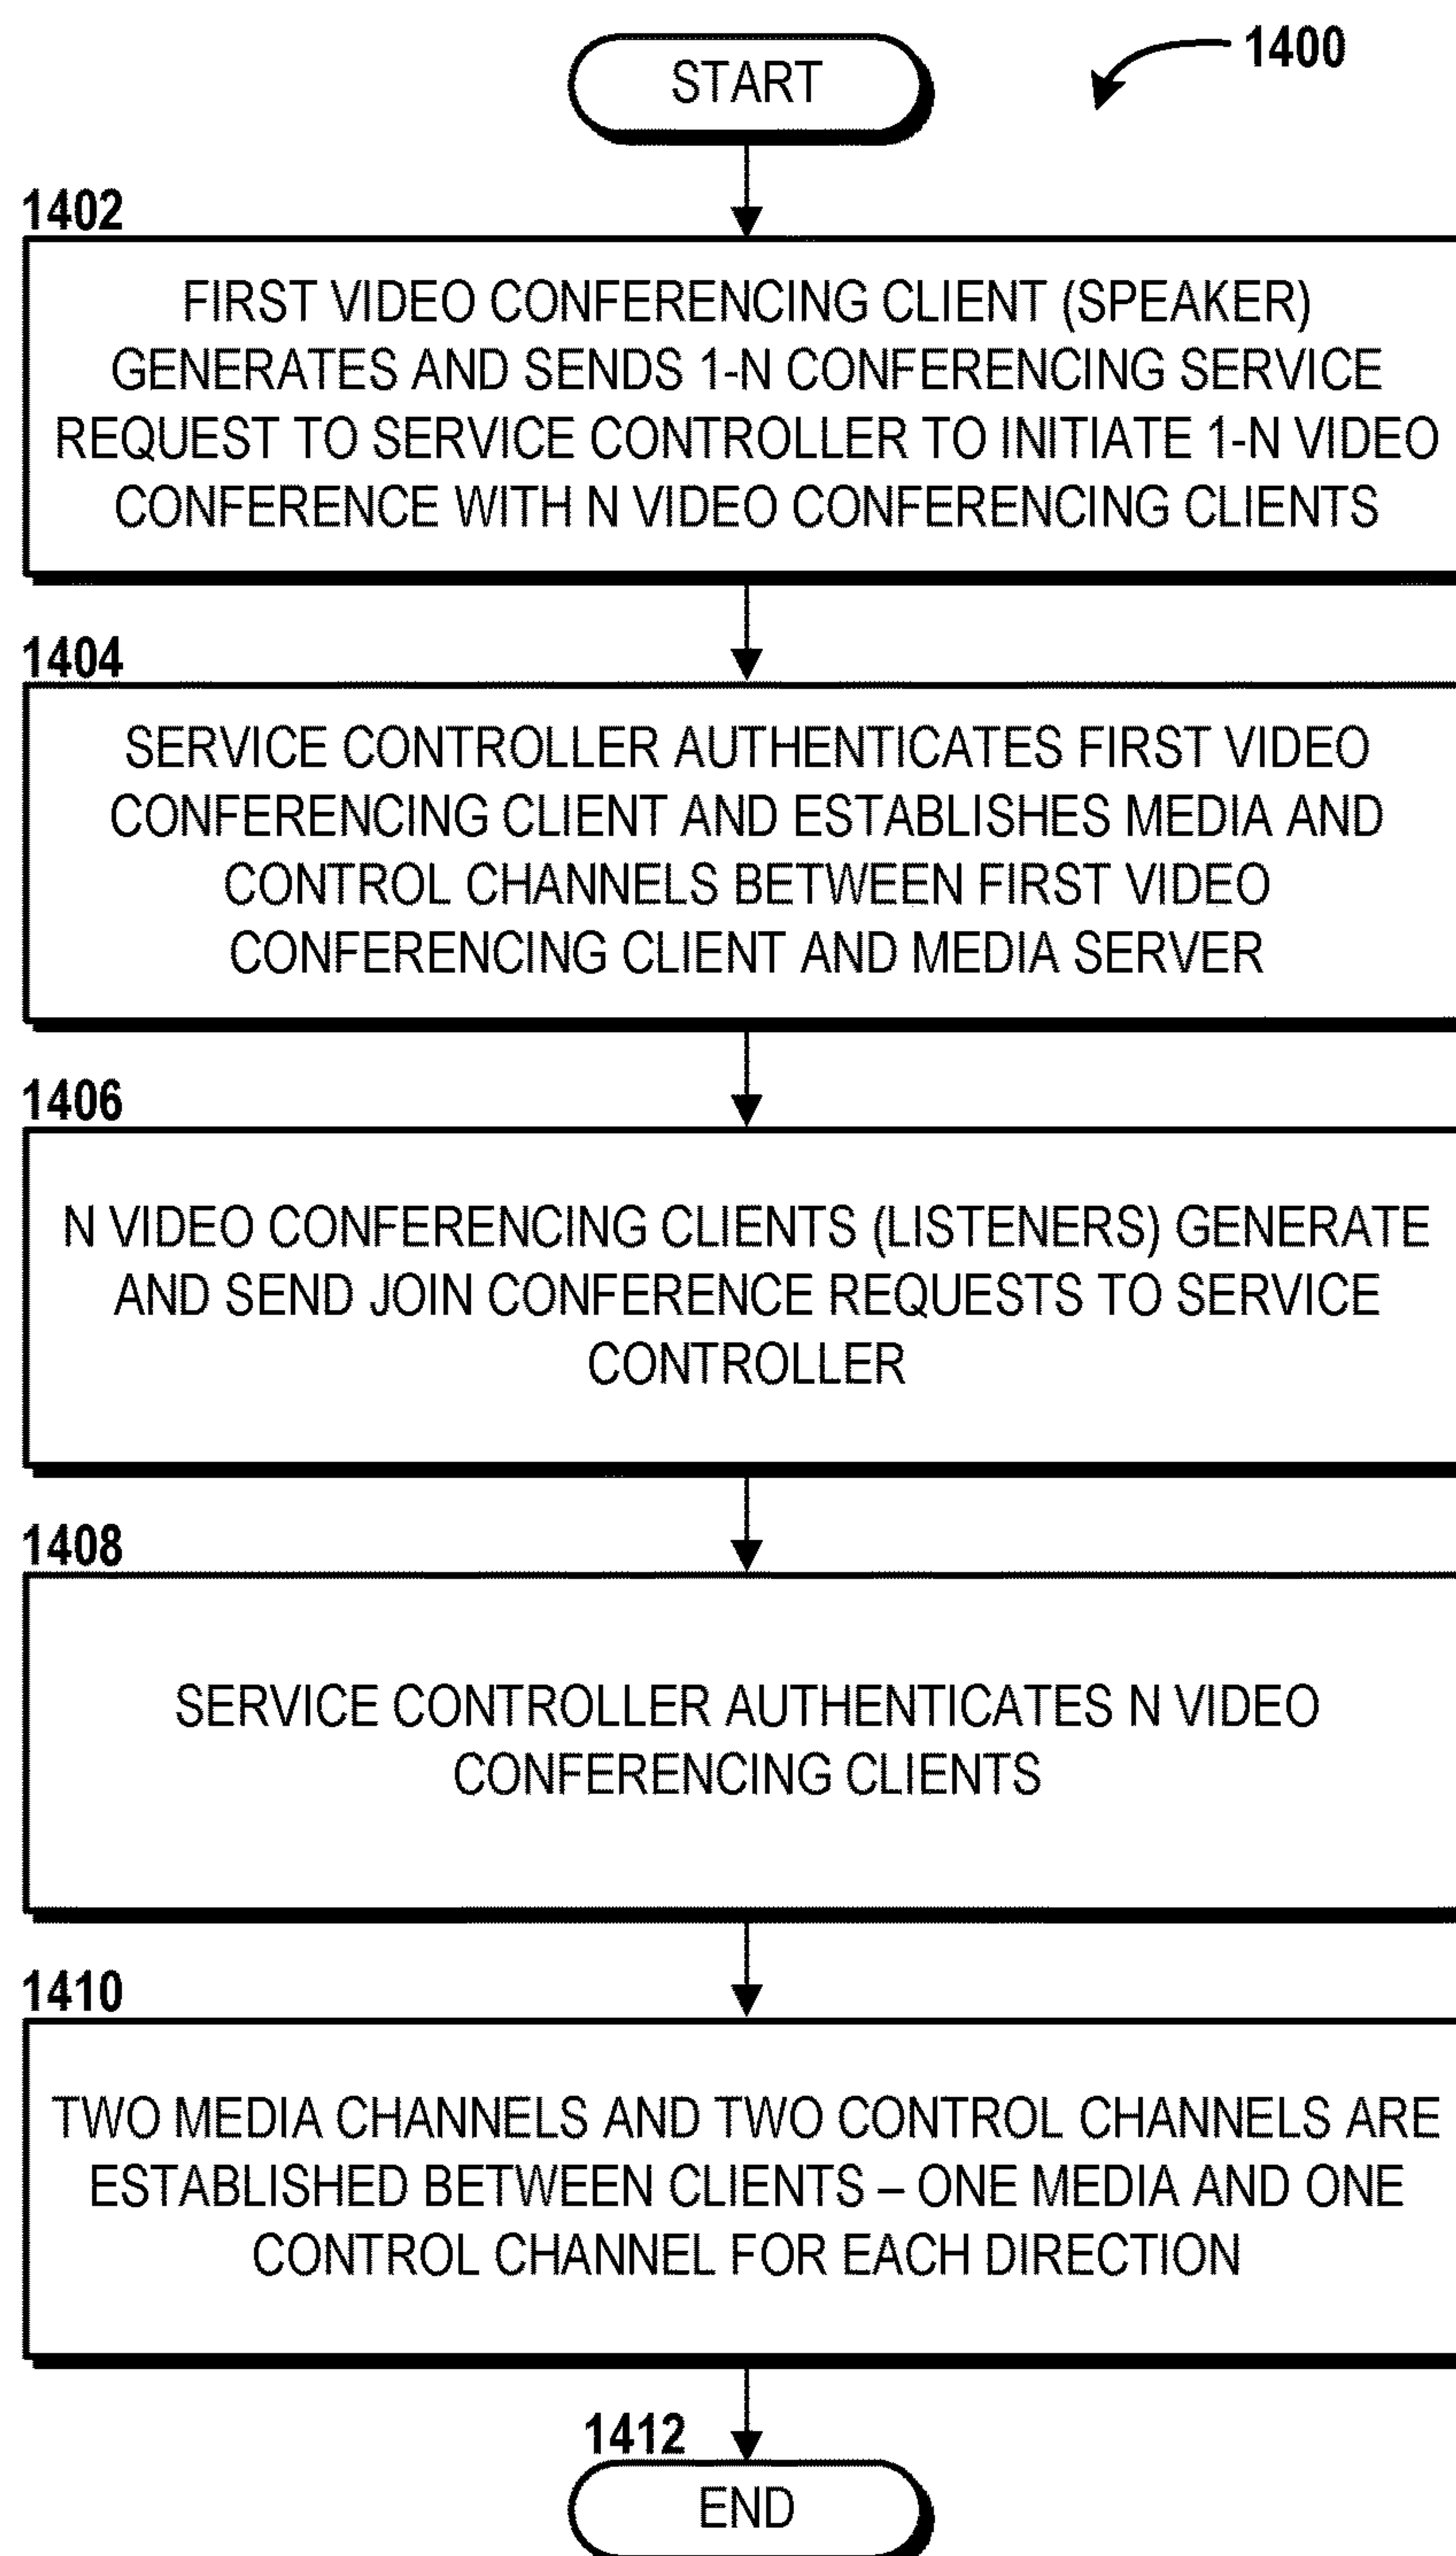 START
1400
1402
FIRST VIDEO CONFERENCING CLIENT (SPEAKER)
GENERATES AND SENDS 1-N CONFERENCING SERVICE
REQUEST TO SERVICE CONTROLLER TO INITIATE 1-N VIDEO
CONFERENCE WITH N VIDEO CONFERENCING CLIENTS
1404
SERVICE CONTROLLER AUTHENTICATES FIRST VIDEO
CONFERENCING CLIENT AND ESTABLISHES MEDIA AND
CONTROL CHANNELS BETWEEN FIRST VIDEO
CONFERENCING CLIENT AND MEDIA SERVER
1406
N VIDEO CONFERENCING CLIENTS (LISTENERS) GENERATE
AND SEND JOIN CONFERENCE REQUESTS TO SERVICE
CONTROLLER
1408
SERVICE CONTROLLER AUTHENTICATES N VIDEO
CONFERENCING CLIENTS
1410
TWO MEDIA CHANNELS AND TWO CONTROL CHANNELS ARE
ESTABLISHED BETWEEN CLIENTS – ONE MEDIA AND ONE
CONTROL CHANNEL FOR EACH DIRECTION
1412
END